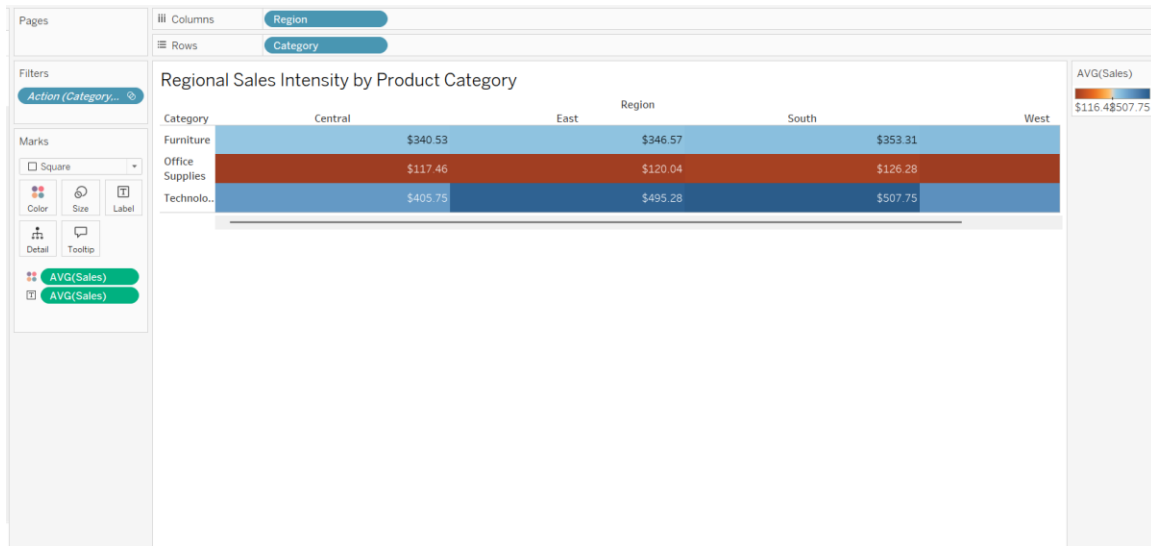 Pages
Columns Region
Rows Category
Filters
Action (Category,..
Marks
Square
Color Size Label
Detail Tooltip
AVG(Sales)
AVG(Sales)
Regional Sales Intensity by Product Category
Region
Category Central East South West
Furniture $340.53 $346.57 $353.31
Office
Supplies $117.46 $120.04 $126.28
Technolo.. $405.75 $495.28 $507.75
AVG(Sales)
$507.75